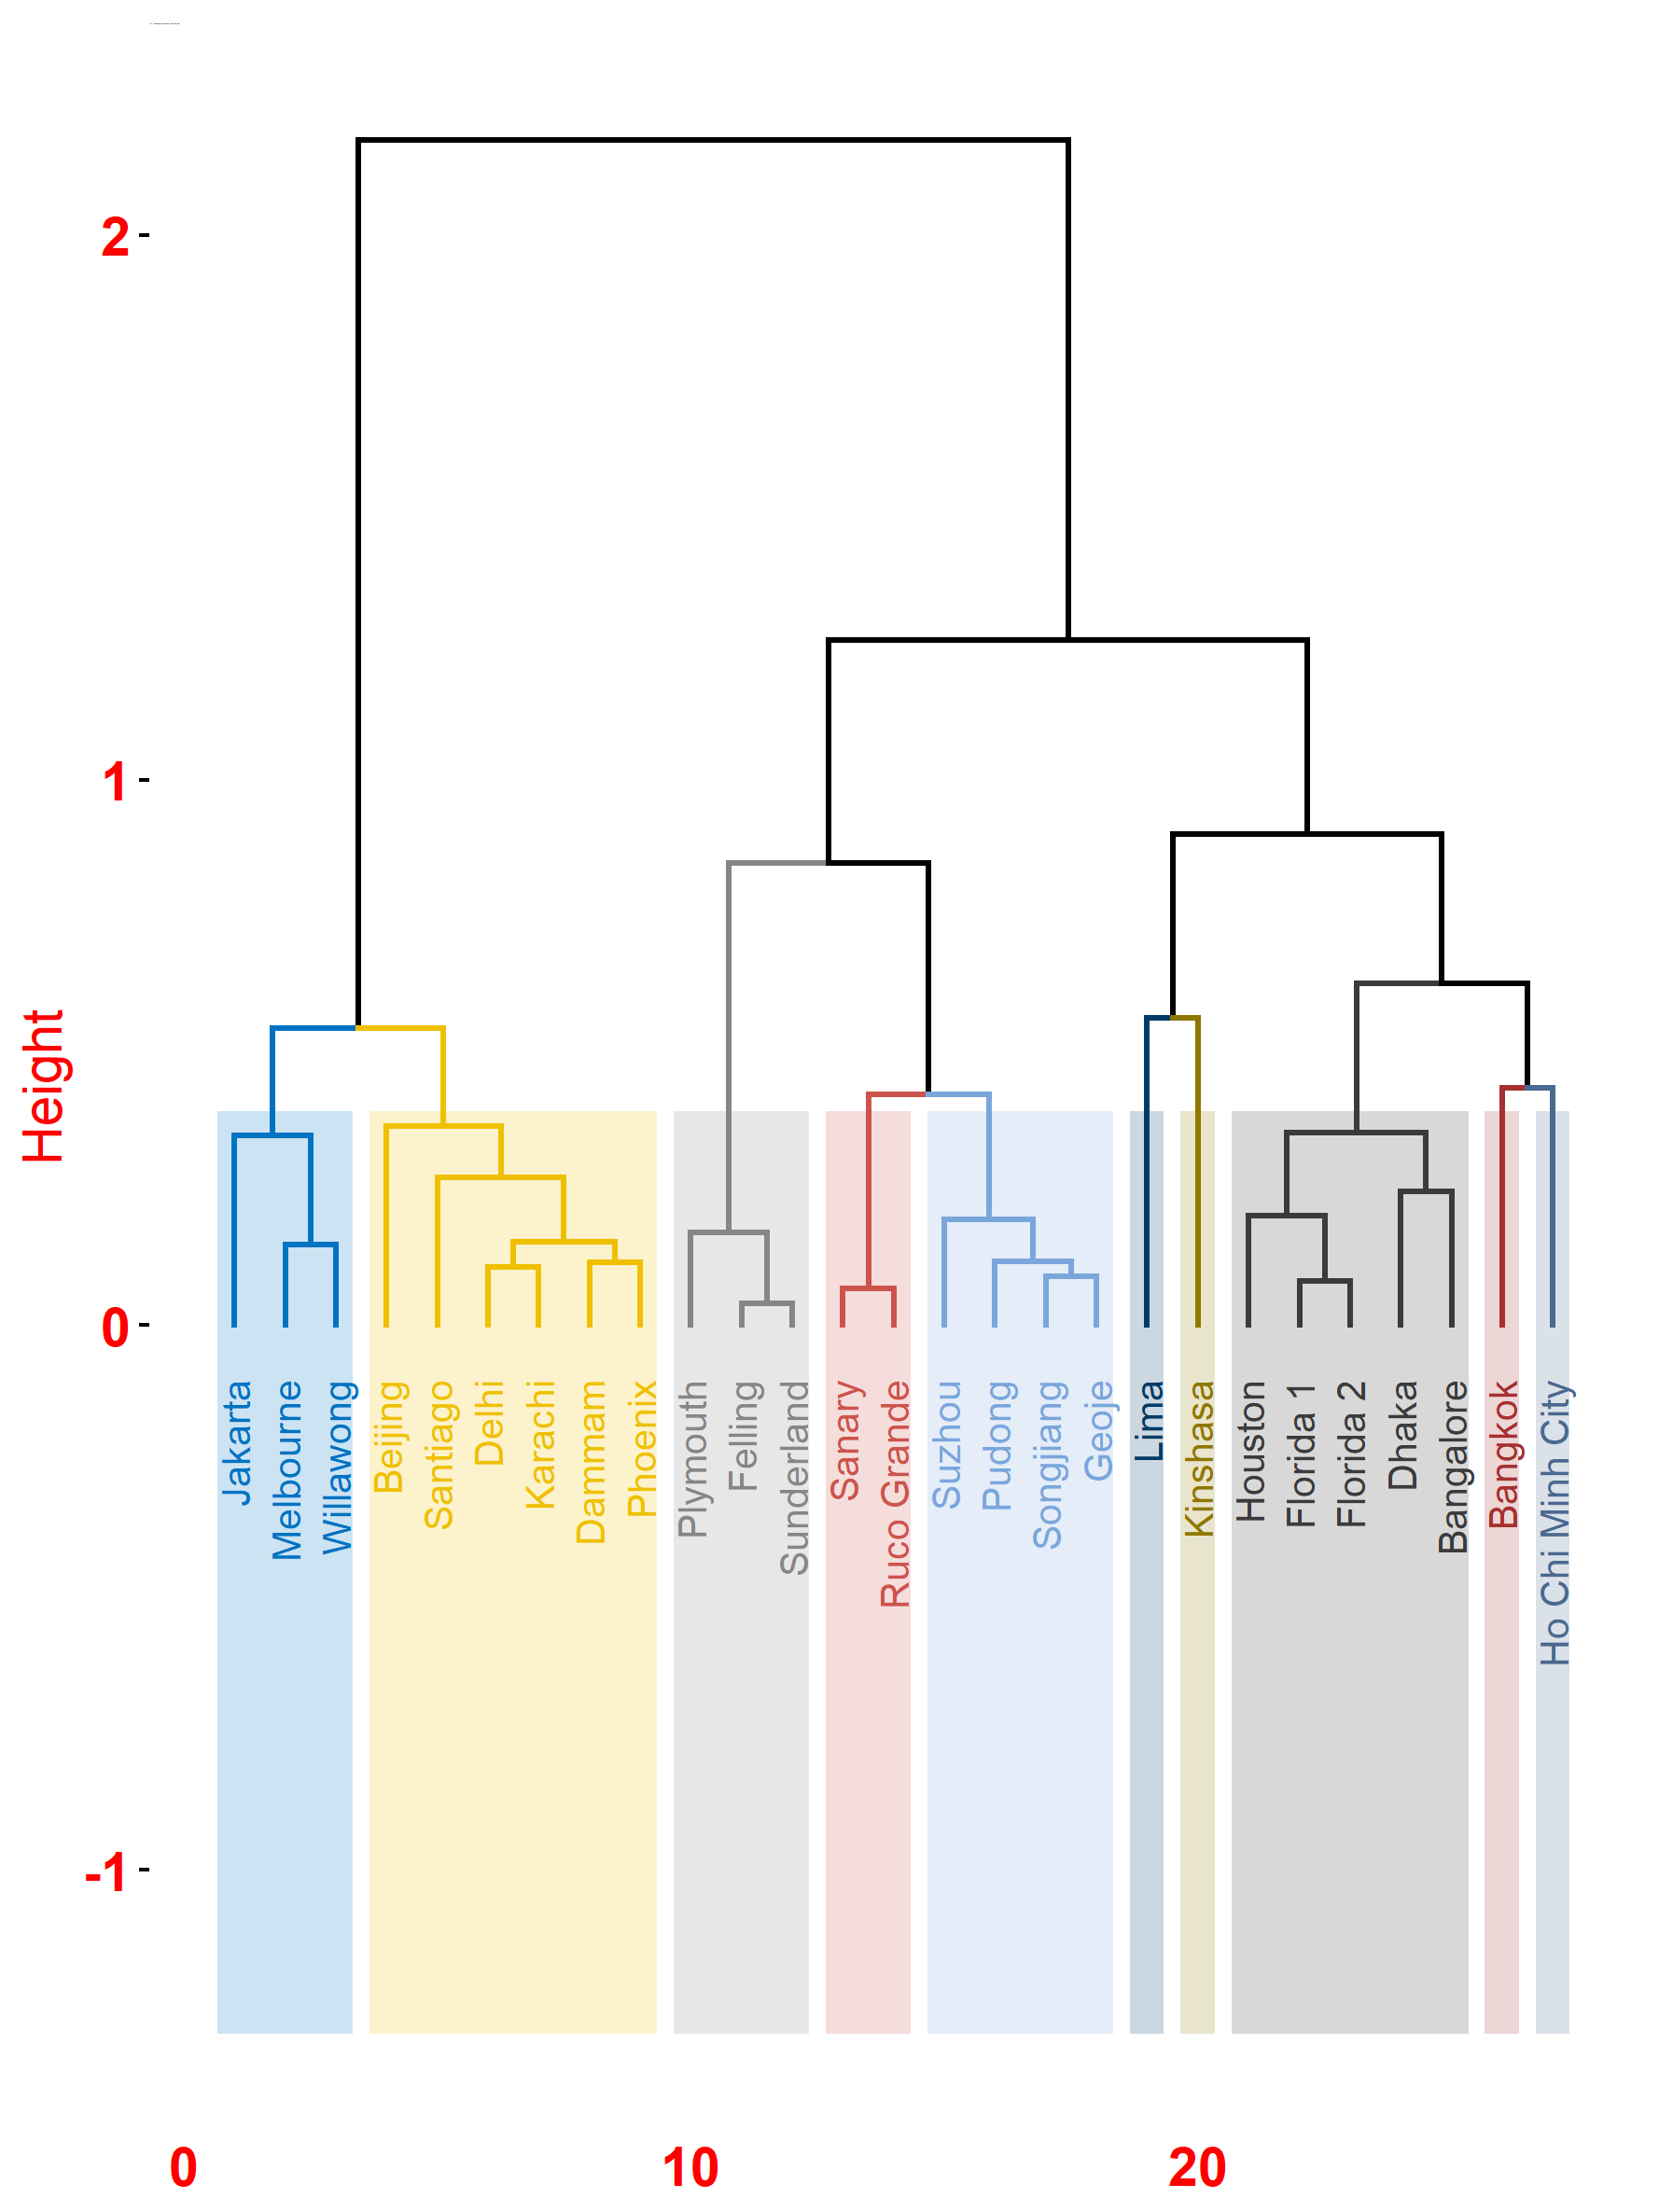 2
1
0
-1
Height
Jakarta
Melbourne
Willawong
Beijing
Santiago
Delhi
Karachi
Dammam
Phoenix
Plymouth
Felling
Sunderland
Sanary
Ruco Grande
Suzhou
Pudong
Songjiang
Geoje
Lima
Kinshasa
Houston
Florida 1
Florida 2
Dhaka
Bangalore
Bangkok
Ho Chi Minh City
0
10
20